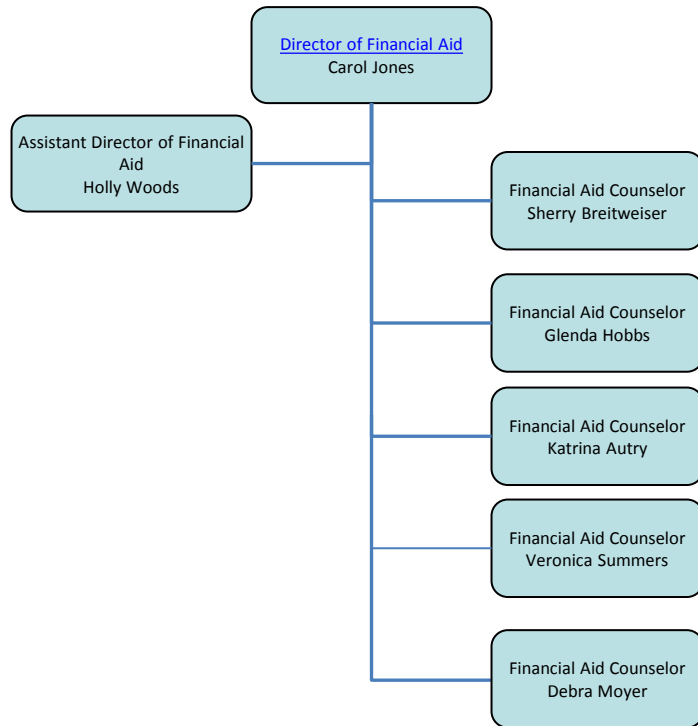 Director of Financial Aid
Carol Jones
Assistant Director of Financial
Aid
Holly Woods
Financial Aid Counselor
Sherry Breitweiser
Financial Aid Counselor
Glenda Hobbs
Financial Aid Counselor
Katrina Autry
Financial Aid Counselor
Veronica Summers
Financial Aid Counselor
Debra Moyer